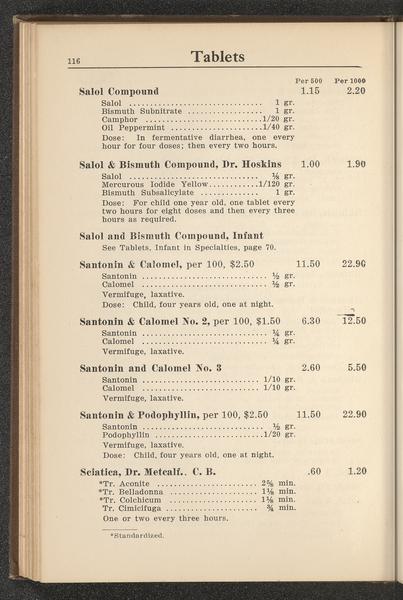 116
Tablets
Per 500 Per 1000
Salol Compound 1.15 2.20
Salol ................................ 1 gr.
Bismuth Subnitrate .................. 1 gr.
Camphor ............................1/20 gr.
Oil Peppermint ......................1/40 gr.
Dose: In fermentative diarrhea, one every
hour for four doses; then every two hours.
Salol & Bismuth Compound, Dr. Hoskins 1.00 1.90
Salol ............................... ⅛ gr.
Mercurous Iodide Yellow............1/120 gr.
Bismuth Subsalicylate .............. 1 gr.
Dose: For child one year old, one tablet every
two hours for eight doses and then every three
hours as required.
Salol and Bismuth Compound, Infant
See Tablets, Infant in Specialties, page 70.
Santonin & Calomel, per 100, $2.50 11.50 22.90
Santonin .............................. ½ gr.
Calomel .............................. ½ gr.
Vermifuge, laxative.
Dose: Child, four years old, one at night.
Santonin & Calomel No. 2, per 100, $1.50 6.30 12.50
Santonin .............................. ¼ gr.
Calomel .............................. ¼ gr.
Vermifuge, laxative.
Santonin and Calomel No. 3 2.60 5.50
Santonin ............................ 1/10 gr.
Calomel ............................ 1/10 gr.
Vermifuge, laxative.
Santonin & Podophyllin, per 100, $2.50 11.50 22.90
Santonin .............................. ½ gr.
Podophyllin ..........................1/20 gr.
Vermifuge, laxative.
Dose: Child, four years old, one at night.
Sciatica, Dr. Metcalf.. C. B. .60 1.20
*Tr. Aconite ........................ 2⅝ min.
*Tr. Belladonna ..................... 1⅛ min.
*Tr. Colchicum ..................... 1⅛ min.
Tr. Cimicifuga ...................... ¾ min.
One or two every three hours.
*Standardized.